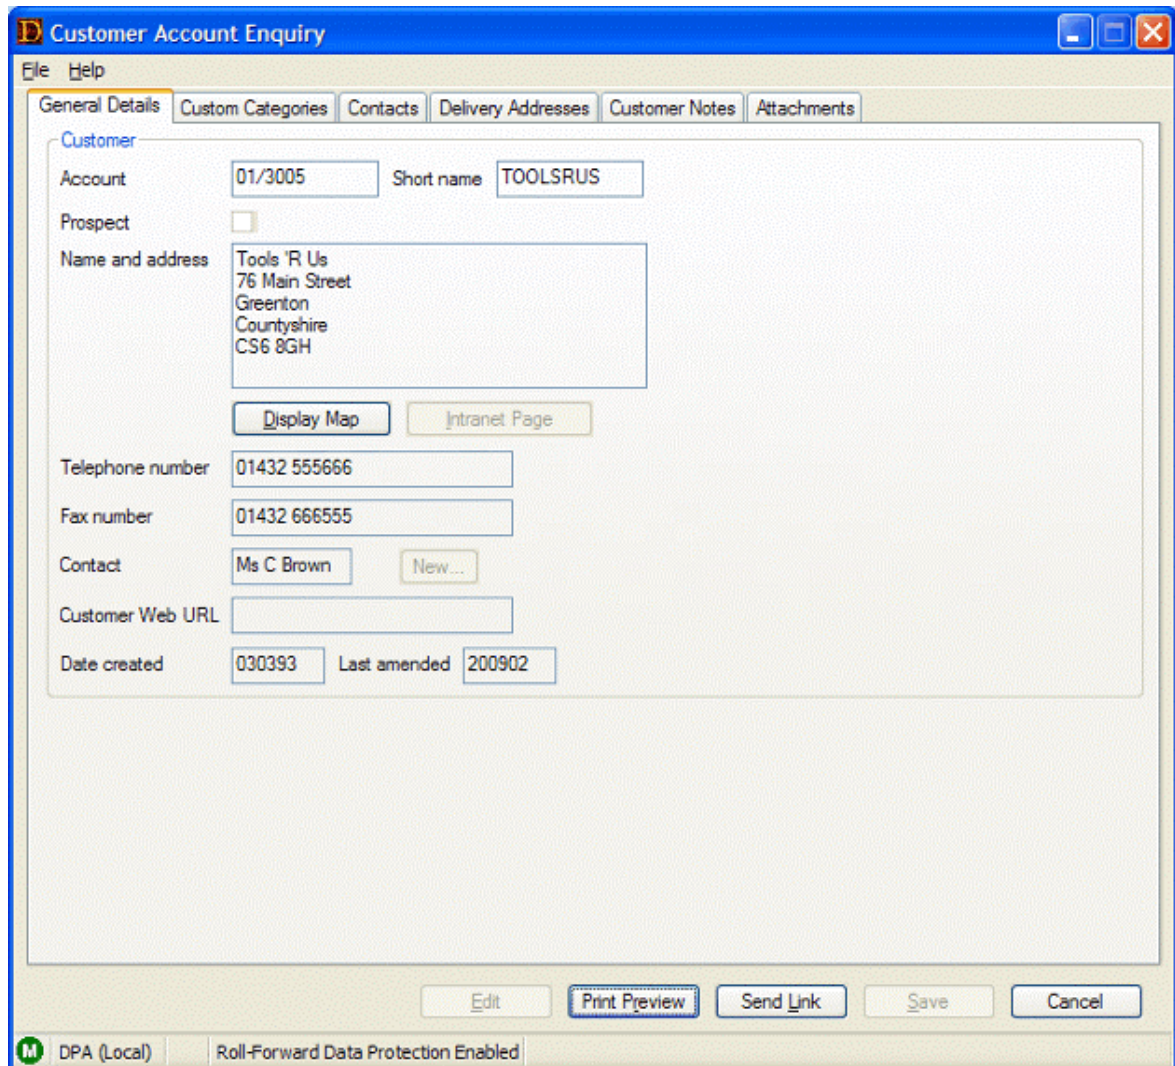 D Customer Account Enquiry
File Help
General Details Custom Categories Contacts Delivery Addresses Customer Notes Attachments
Customer
Account 01/3005 Short name TOOLSRUS
Prospect
Name and address Tools 'R Us
76 Main Street
Greenton
Countyshire
CS6 8GH
Display Map Intranet Page
Telephone number 01432 555666
Fax number 01432 666555
Contact Ms C Brown New...
Customer Web URL
Date created 030393 Last amended 200902
Edit Print Preview Send Link Save Cancel
M DPA (Local) Roll-Forward Data Protection Enabled